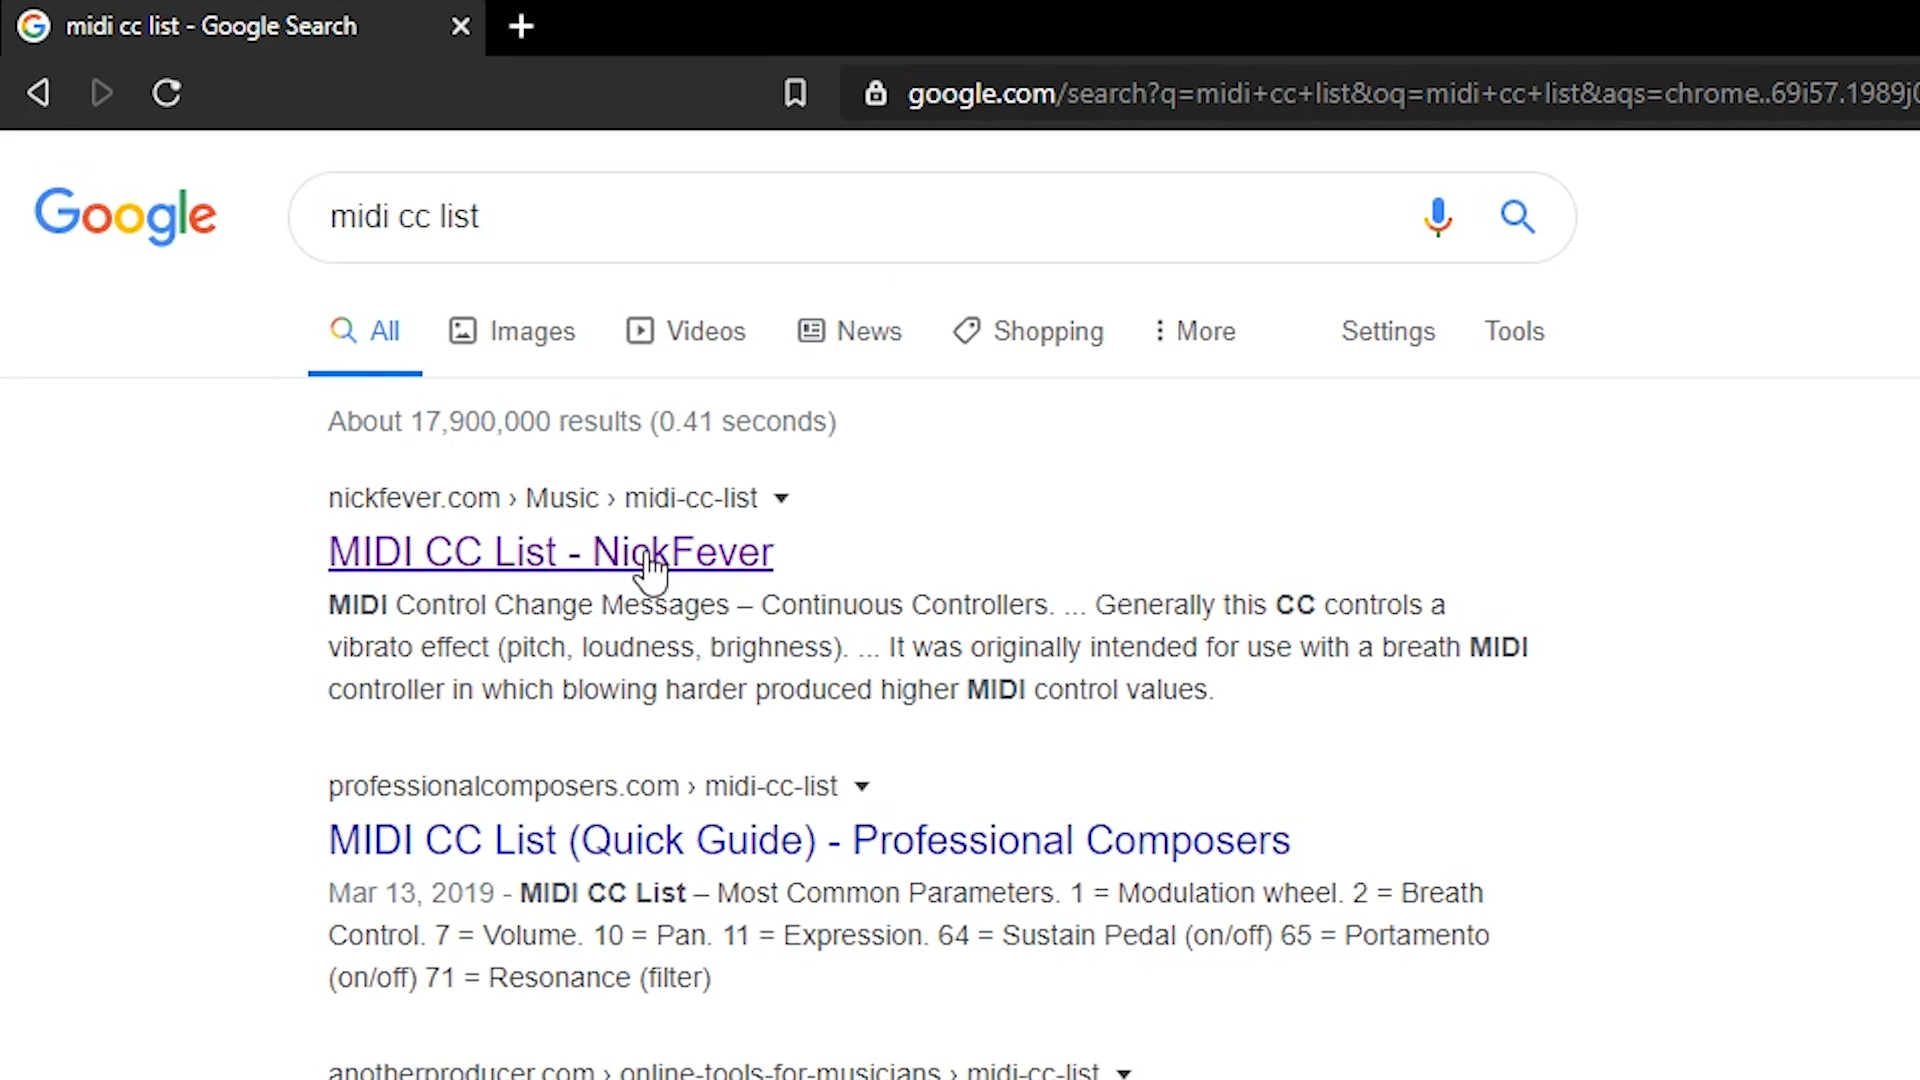 midi cc list - Google Search
google.com/search?q=midi+cc+list&oq=midi+cc+list&aqs=chrome..69i57.1989j0
Google
midi cc list
All Images Videos News Shopping More Settings Tools
About 17,900,000 results (0.41 seconds)
nickfever.com › Music › midi-cc-list
MIDI CC List - NickFever
MIDI Control Change Messages – Continuous Controllers. ... Generally this CC controls a
vibrato effect (pitch, loudness, brighness). ... It was originally intended for use with a breath MIDI
controller in which blowing harder produced higher MIDI control values.
professionalcomposers.com › midi-cc-list
MIDI CC List (Quick Guide) - Professional Composers
Mar 13, 2019 - MIDI CC List – Most Common Parameters. 1 = Modulation wheel. 2 = Breath
Control. 7 = Volume. 10 = Pan. 11 = Expression. 64 = Sustain Pedal (on/off) 65 = Portamento
(on/off) 71 = Resonance (filter)
anotherproducer.com › online-tools-for-musicians › midi-cc-list